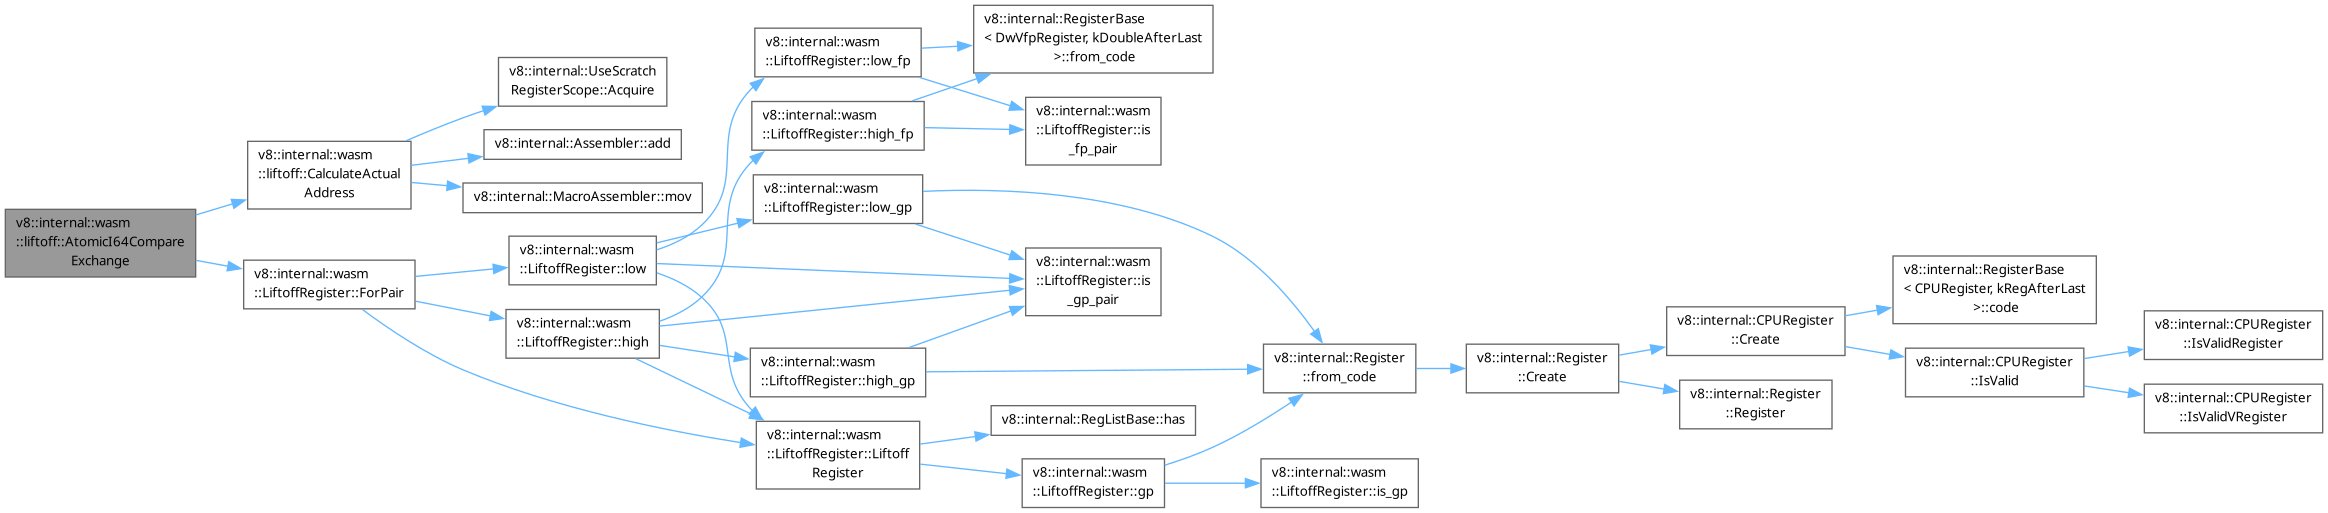 v8::internal::wasm
::liftoff::AtomicI64Compare
Exchange
v8::internal::wasm
::liftoff::CalculateActual
Address
v8::internal::UseScratch
RegisterScope::Acquire
v8::internal::Assembler::add
v8::internal::MacroAssembler::mov
v8::internal::wasm
::LiftoffRegister::ForPair
v8::internal::wasm
::LiftoffRegister::low
v8::internal::wasm
::LiftoffRegister::high
v8::internal::wasm
::LiftoffRegister::low_fp
v8::internal::wasm
::LiftoffRegister::high_fp
v8::internal::wasm
::LiftoffRegister::low_gp
v8::internal::wasm
::LiftoffRegister::high_gp
v8::internal::wasm
::LiftoffRegister::Liftoff
Register
v8::internal::RegisterBase
< DwVfpRegister, kDoubleAfterLast
>::from_code
v8::internal::wasm
::LiftoffRegister::is
_fp_pair
v8::internal::wasm
::LiftoffRegister::is
_gp_pair
v8::internal::RegListBase::has
v8::internal::wasm
::LiftoffRegister::gp
v8::internal::Register
::from_code
v8::internal::wasm
::LiftoffRegister::is_gp
v8::internal::Register
::Create
v8::internal::CPURegister
::Create
v8::internal::Register
::Register
v8::internal::RegisterBase
< CPURegister, kRegAfterLast
>::code
v8::internal::CPURegister
::IsValid
v8::internal::CPURegister
::IsValidRegister
v8::internal::CPURegister
::IsValidVRegister